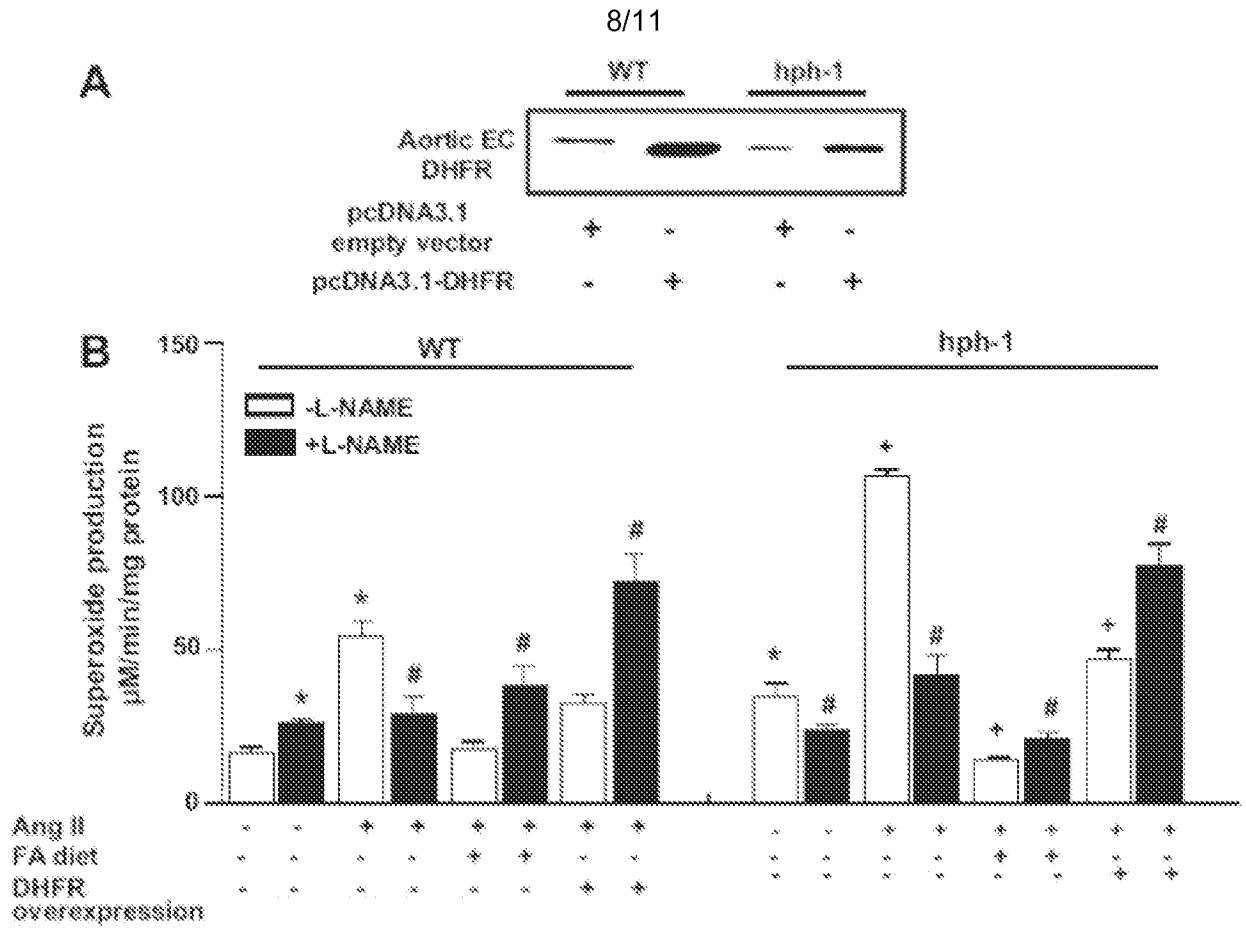 8/11
A
WT hph-1
Aortic EC
DHFR
pcDNA3.1
empty vector + - + -
pcDNA3.1-DHFR - + - +
B
150
WT hph-1
-L-NAME
+L-NAME
Superoxide production
µM/min/mg protein
100
50
0
* * # # # * # + # + # + #
Ang II - - + + + + + + - - + + + + + +
FA diet - - - - + + - - - - - - + + - -
DHFR - - - - - - + + - - - - - - + +
overexpression